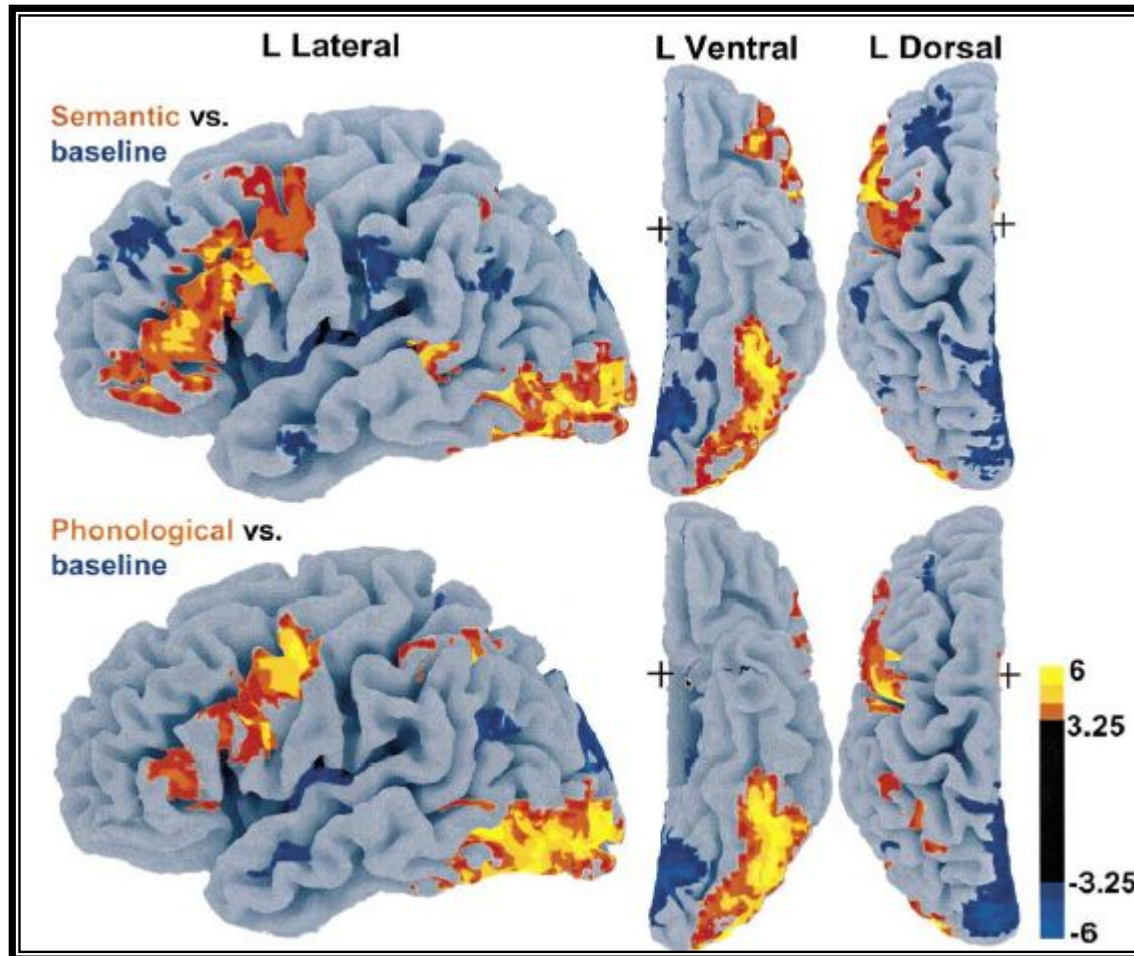 L Lateral
L Ventral
L Dorsal
Semantic vs.
baseline
+
+
Phonological vs.
baseline
+
+
6
3.25
-3.25
-6